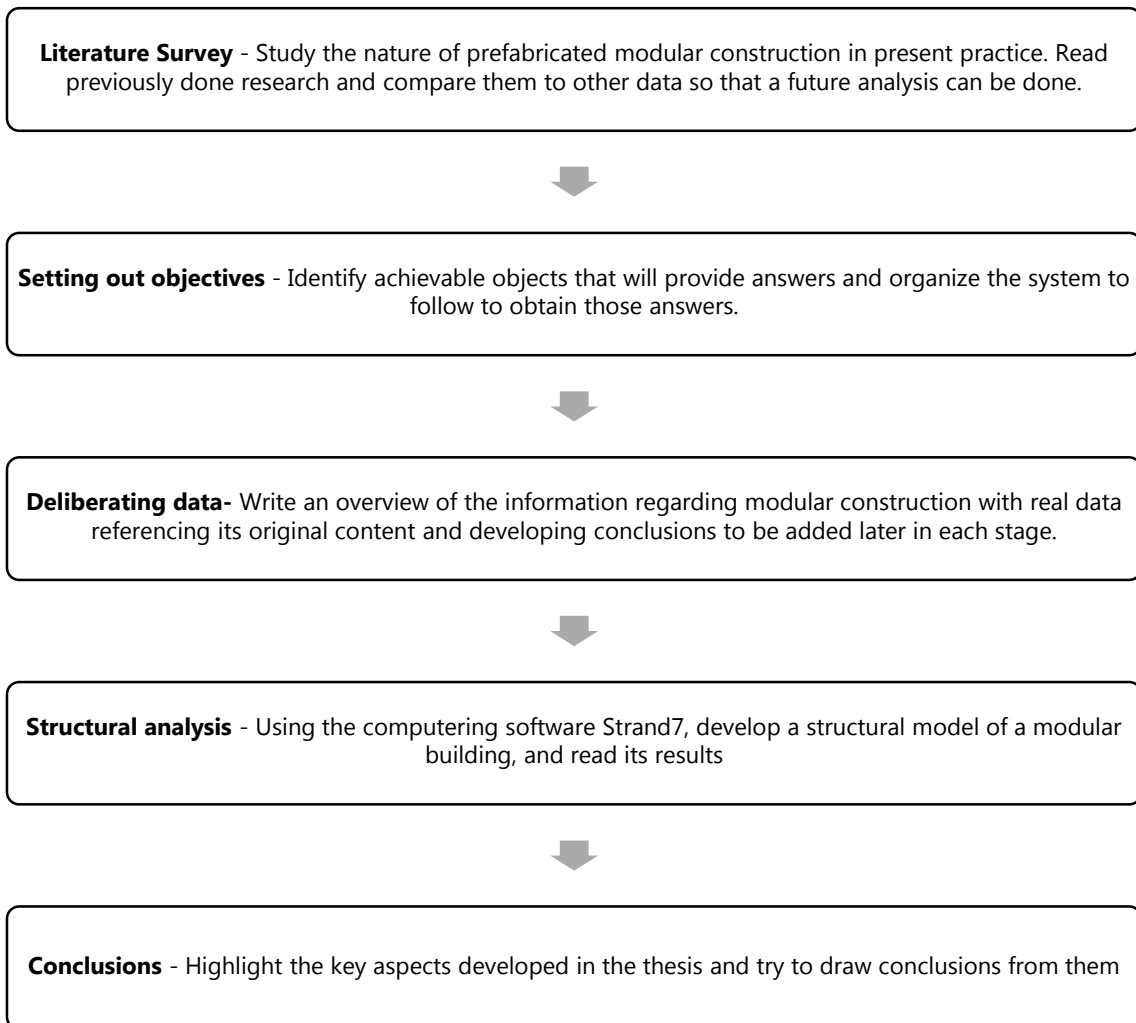 Literature Survey - Study the nature of prefabricated modular construction in present practice. Read
previously done research and compare them to other data so that a future analysis can be done.
Setting out objectives - Identify achievable objects that will provide answers and organize the system to
follow to obtain those answers.
Deliberating data- Write an overview of the information regarding modular construction with real data
referencing its original content and developing conclusions to be added later in each stage.
Structural analysis - Using the computering software Strand7, develop a structural model of a modular
building, and read its results
Conclusions - Highlight the key aspects developed in the thesis and try to draw conclusions from them